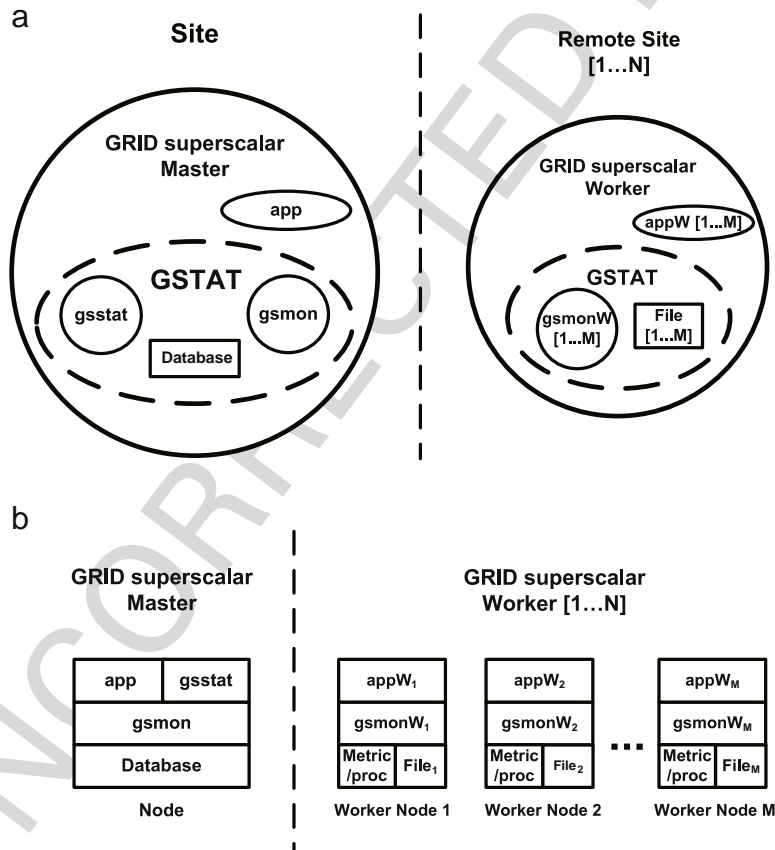 a
Site
Remote Site
[1...N]
GRID superscalar
Master
app
GSTAT
gsstat
gsmon
Database
GRID superscalar
Worker
appW [1...M]
GSTAT
gsmonW
[1...M]
File
[1...M]
b
GRID superscalar
Master
GRID superscalar
Worker [1...N]
app
gsstat
gsmon
Database
Node
appW₁
gsmonW₁
Metric
/proc
File₁
Worker Node 1
appW₂
gsmonW₂
Metric
/proc
File₂
Worker Node 2
...
appWM
gsmonWM
Metric
/proc
FileM
Worker Node M
NCORRECTED